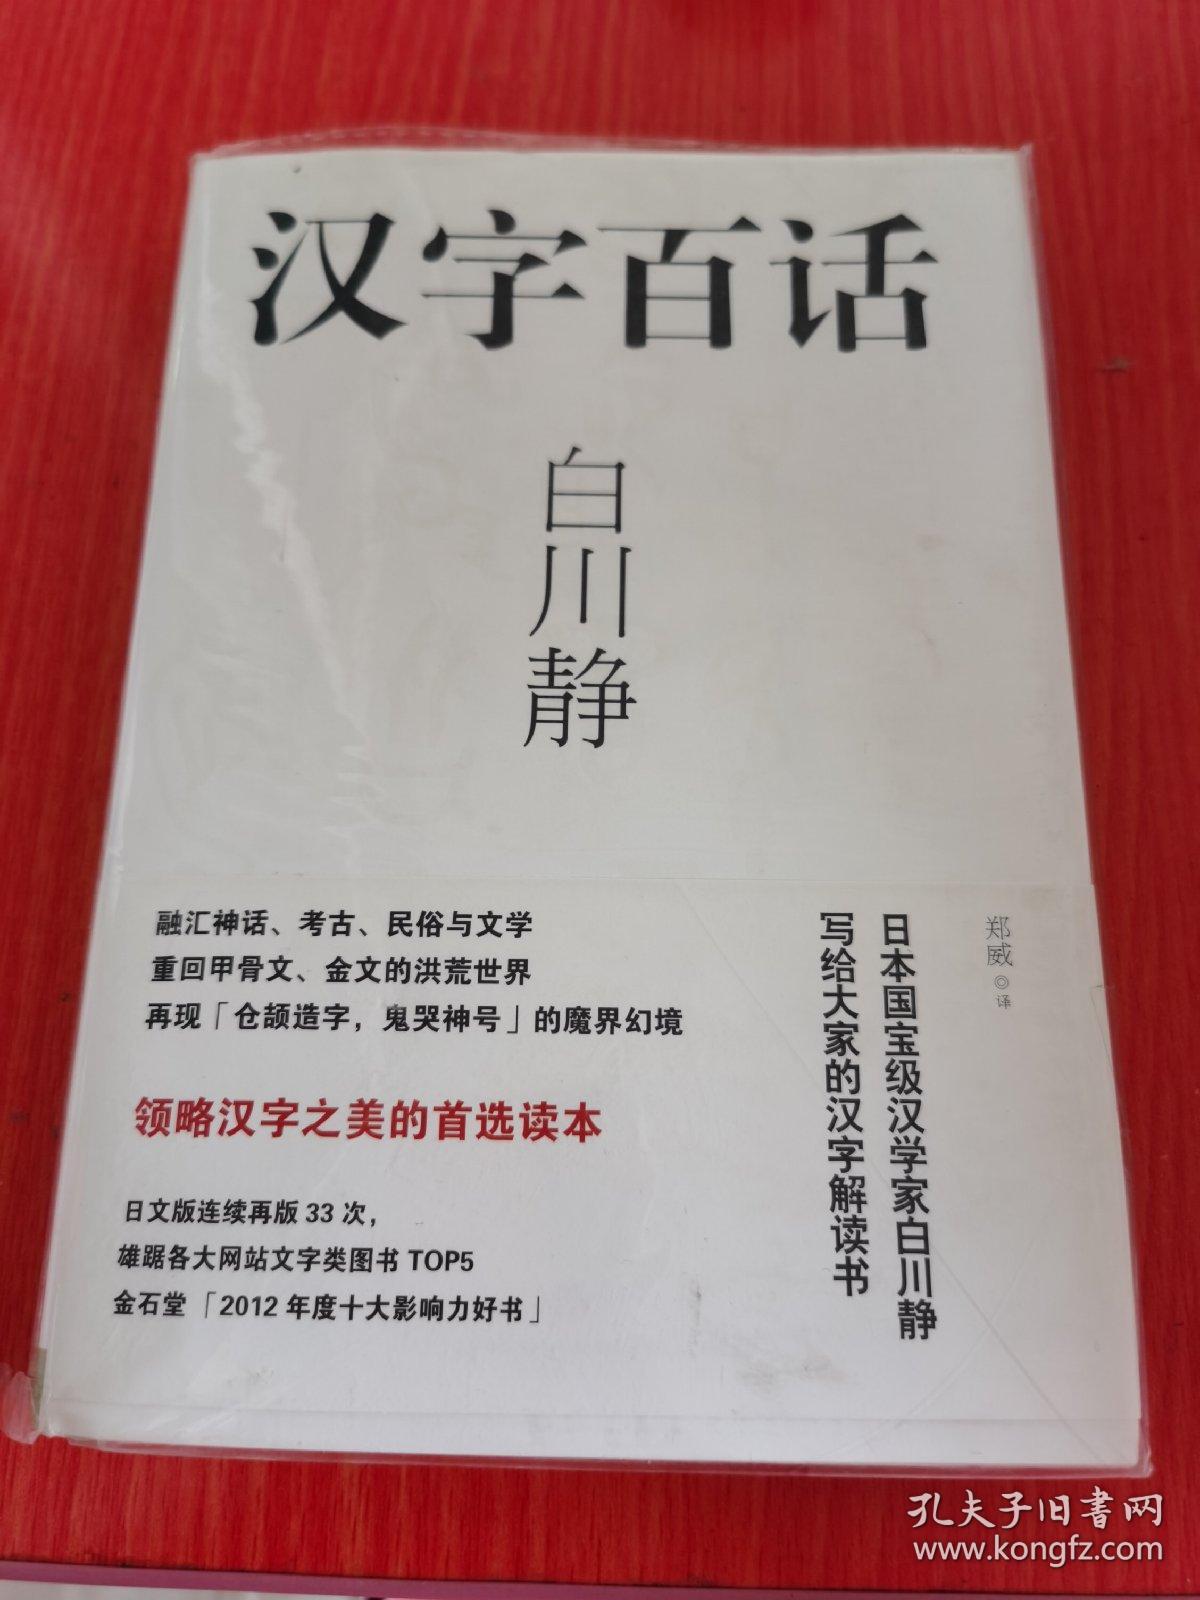 汉字百话
白川静
郑威◎译
日本国宝级汉学家白川静
写给大家的汉字解读书
融汇神话、考古、民俗与文学
重回甲骨文、金文的洪荒世界
再现「仓颉造字，鬼哭神号」的魔界幻境
领略汉字之美的首选读本
日文版连续再版33次，
雄踞各大网站文字类图书TOP5
金石堂「2012年度十大影响力好书」
孔夫子旧书网
www.kongfz.com